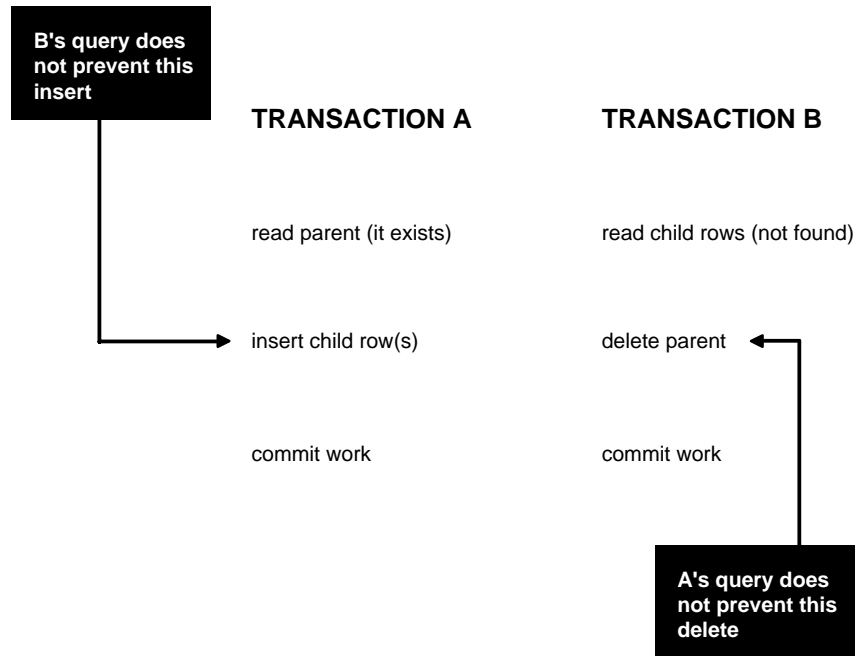 B's query does
not prevent this
insert
TRANSACTION A
TRANSACTION B
read parent (it exists)
read child rows (not found)
insert child row(s)
delete parent
commit work
commit work
A's query does
not prevent this
delete